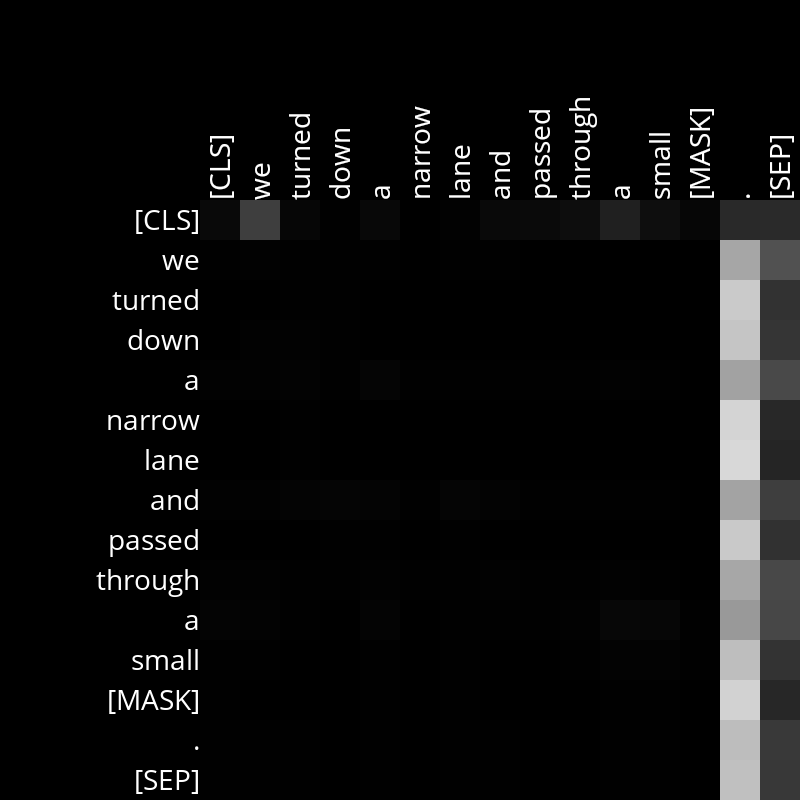 [CLS] we turned down a narrow lane and passed through a small [MASK] . [SEP]
[CLS]
we
turned
down
a
narrow
lane
and
passed
through
a
small
[MASK]
.
[SEP]